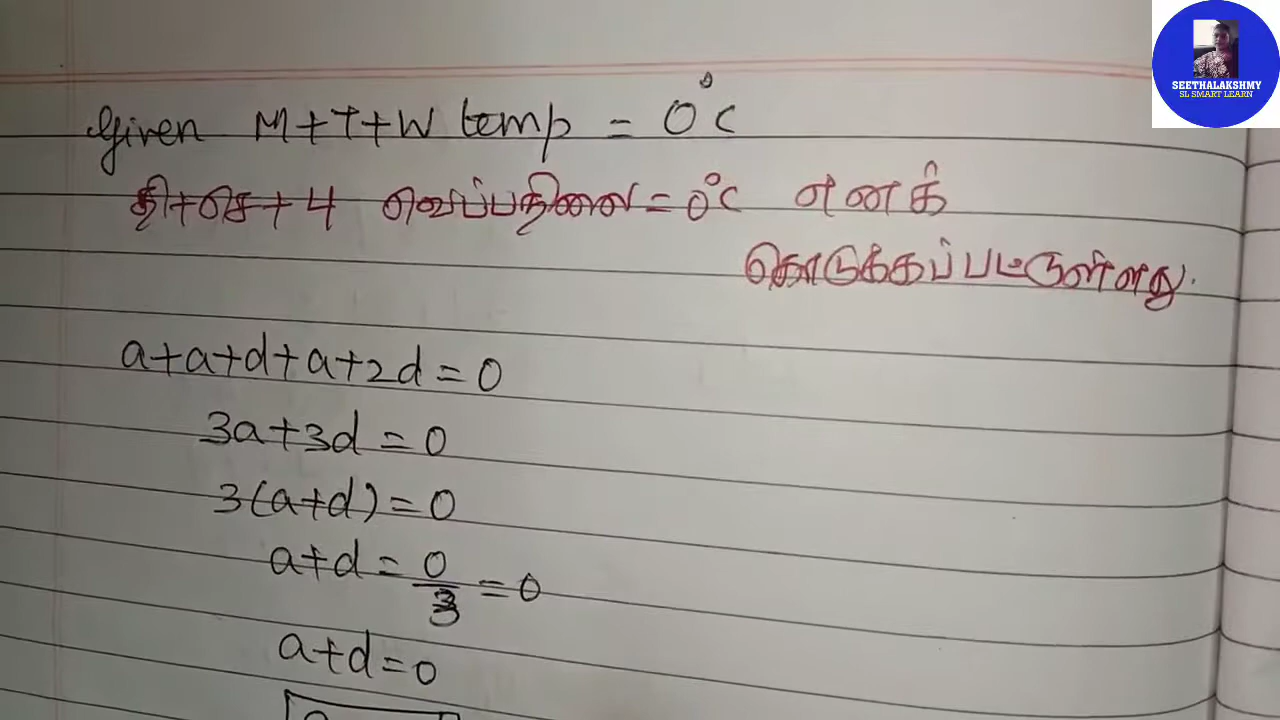 Given M+T+W temp = 0°C
தி+செ+பு வெப்பநிலை = 0°C எனக்
கொடுக்கப்பட்டுள்ளது.
a+a+d+a+2d=0
3a+3d=0
3(a+d)=0
a+d=0/3=0
a+d=0
SEETHALAKSHMY
SL SMART LEARN